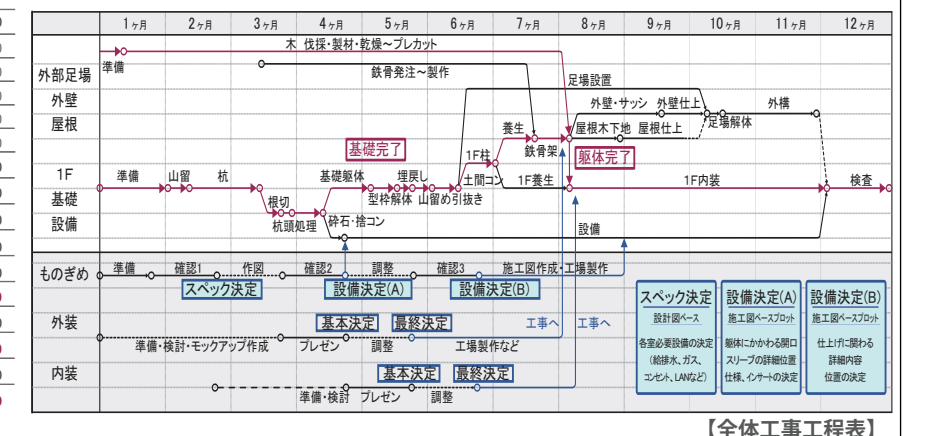 1ヶ月 2ヶ月 3ヶ月 4ヶ月 5ヶ月 6ヶ月 7ヶ月 8ヶ月 9ヶ月 10ヶ月 11ヶ月 12ヶ月
木 伐採・製材・乾燥～プレカット
準備
外部足場
鉄骨発注～製作
足場設置
外壁
外壁・サッシ 外壁仕上 外構
足場解体
屋根
養生
鉄骨架
屋根木下地 屋根仕上
基礎完了
躯体完了
1F柱
1F
準備 山留 杭 基礎躯体 埋戻し 土間コン 1F養生 1F内装 検査
型枠解体 山留め引抜き
基礎
根切
杭頭処理
砕石・捨コン
設備
設備
ものぎめ
準備 確認1 作図 確認2 調整 確認3 施工図作成・工場製作
スペック決定 設備決定(A) 設備決定(B)
外装
基本決定 最終決定 工事へ 工事へ
準備・検討・モックアップ作成 プレゼン 調整 工場製作など
内装
基本決定 最終決定
準備・検討 プレゼン 調整
スペック決定
設計図ベース
各室必要設備の決定
(給排水、ガス、
コンセント、LANなど)
設備決定(A)
施工図ベースプロット
躯体にかかわる開口
スリーブの詳細位置
仕様、インサートの決定
設備決定(B)
施工図ベースプロット
仕上げに関わる
詳細内容
位置の決定
【全体工事工程表】